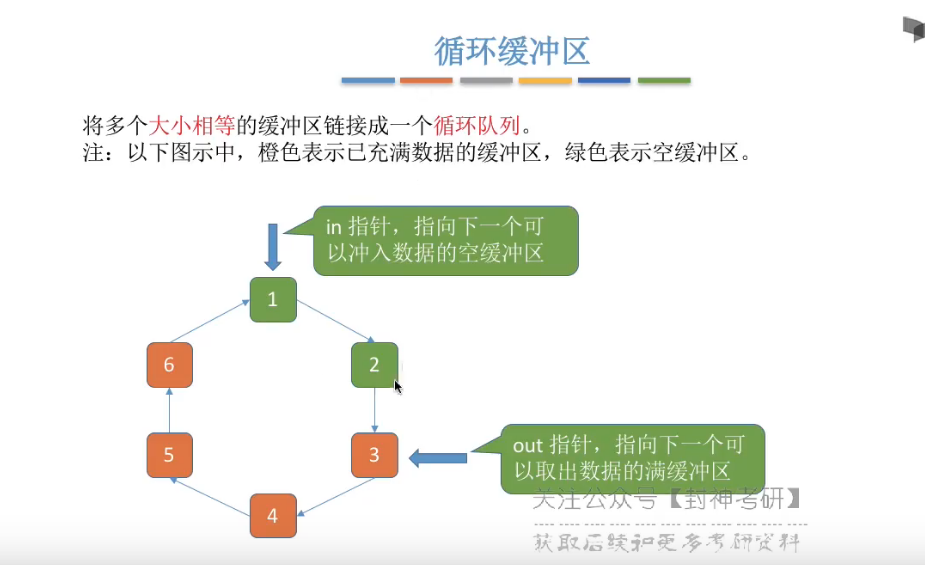 循环缓冲区
将多个大小相等的缓冲区链接成一个循环队列。
注：以下图示中，橙色表示已充满数据的缓冲区，绿色表示空缓冲区。
in 指针，指向下一个可
以冲入数据的空缓冲区
1
6
2
5
3
out 指针，指向下一个可
以取出数据的满缓冲区
4
关注公众号【封神考研】
获取后续和更多考研资料